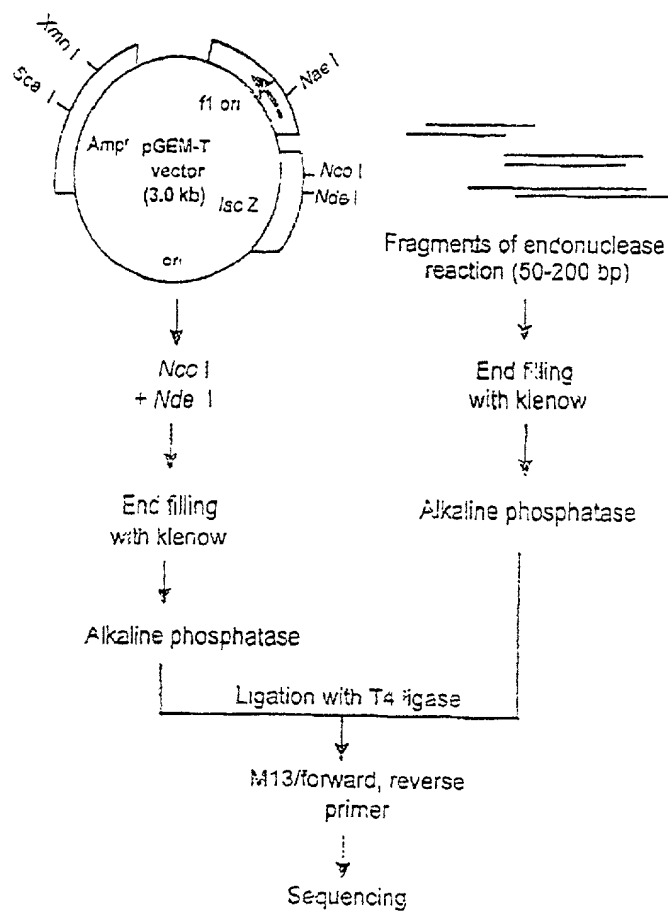 Xmn I
Sca I
Nae I
f1 ori
Ampr pGEM-T
vector
(3.0 kb)
lsc Z
Nco I
Nde I
ori
Fragments of endonuclease
reaction (50-200 bp)
Ncc I
+ Nde I
End filling
with klenow
End filling
with klenow
Alkaline phosphatase
Alkaline phosphatase
Ligation with T4 ligase
M13/forward, reverse
primer
Sequencing